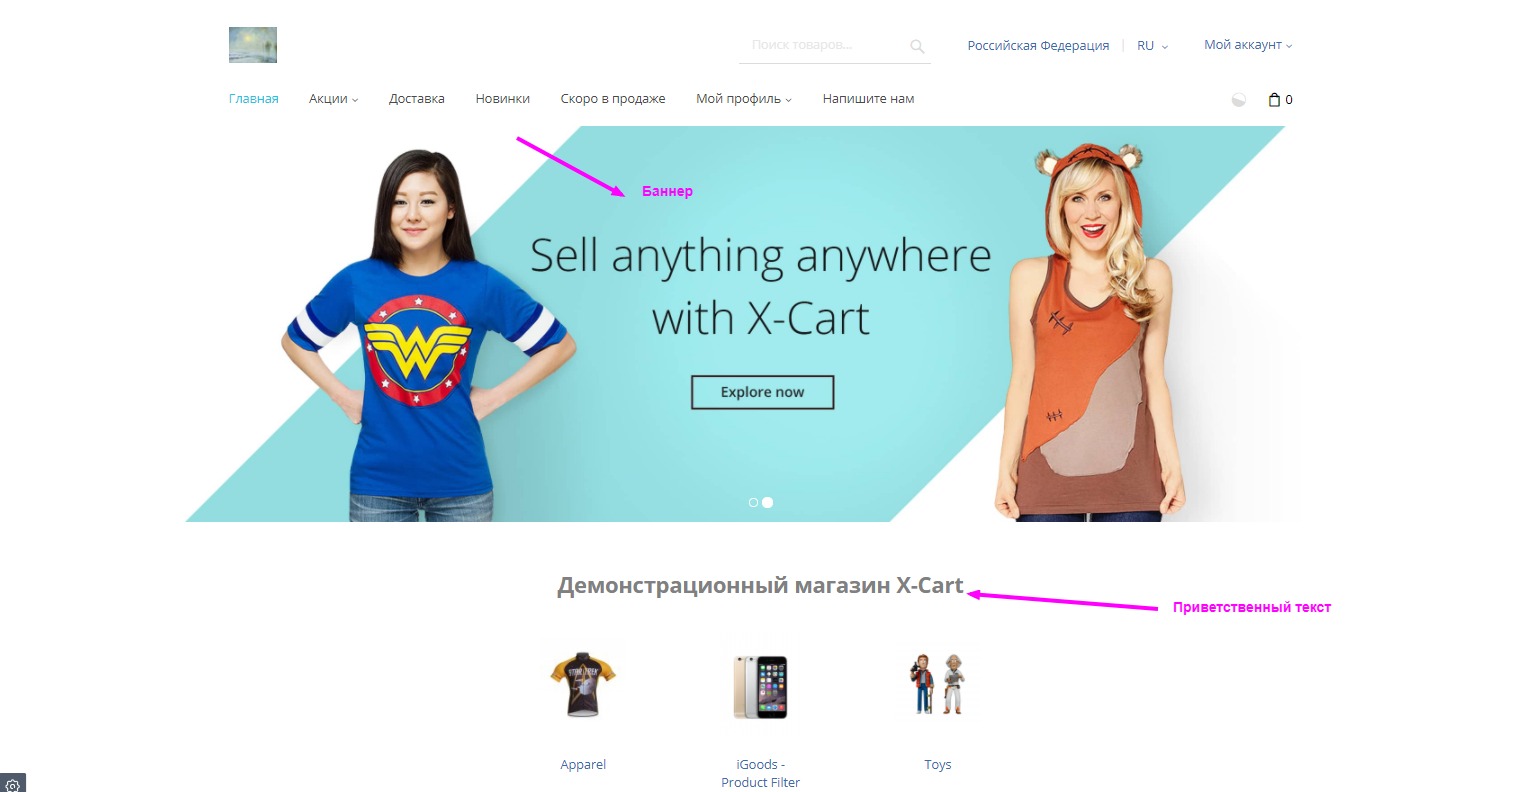 Поиск товаров...
Российская Федерация
RU
Мой аккаунт
Главная
Акции
Доставка
Новинки
Скоро в продаже
Мой профиль
Напишите нам
0
Баннер
Sell anything anywhere
with X-Cart
Explore now
W
Демонстрационный магазин X-Cart
Приветственный текст
Apparel
iGoods -
Product Filter
Toys